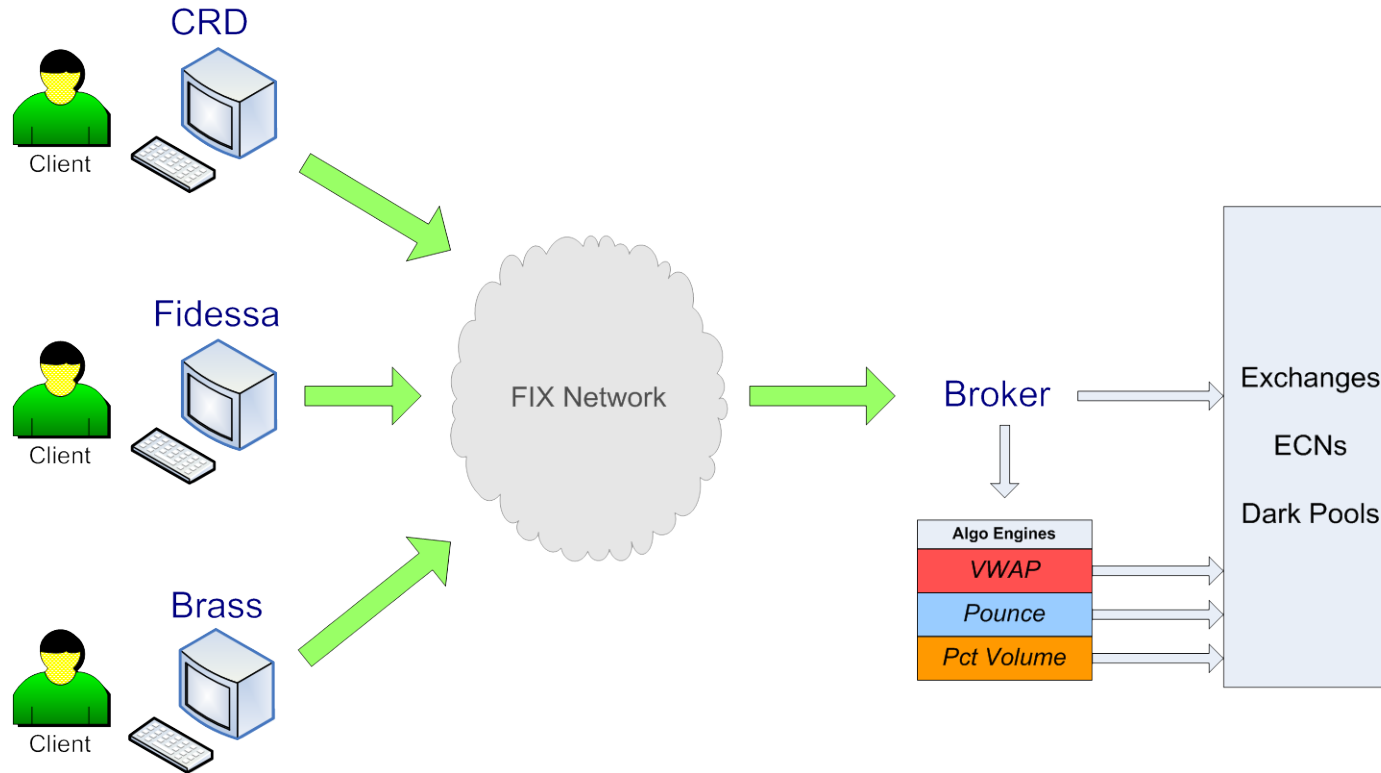 CRD
Client
Fidessa
Client
Brass
Client
FIX Network
Broker
Algo Engines
VWAP
Pounce
Pct Volume
Exchanges
ECNs
Dark Pools